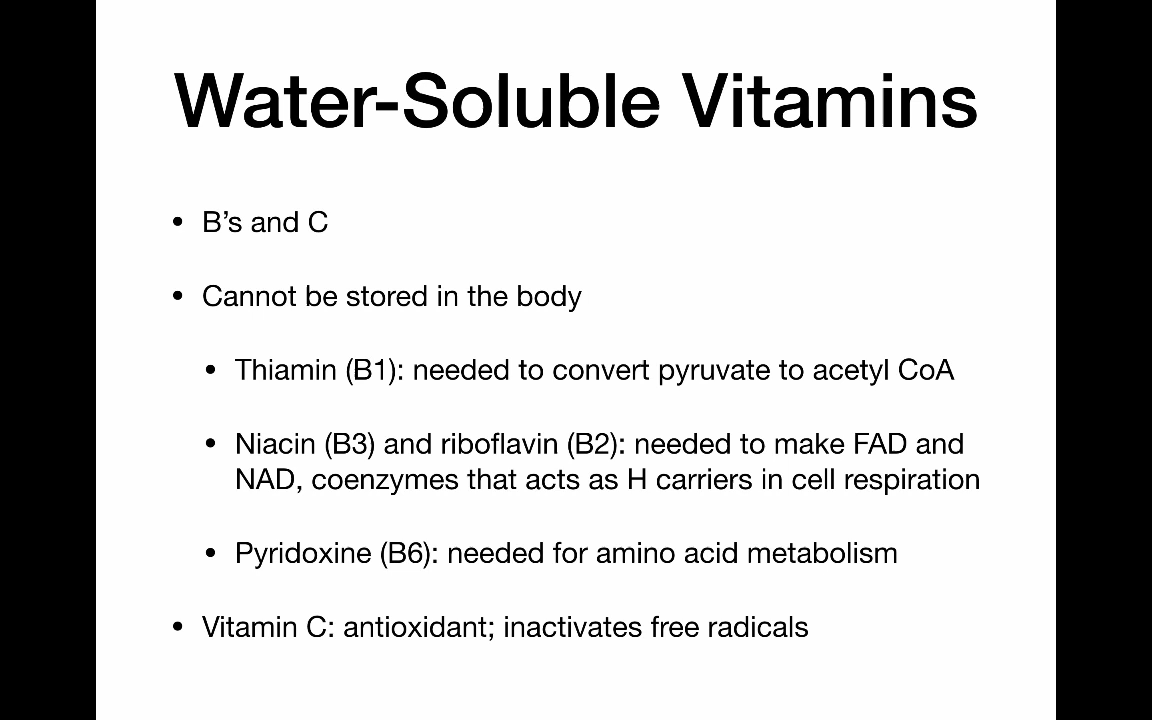 Water-Soluble Vitamins
• B’s and C
• Cannot be stored in the body
• Thiamin (B1): needed to convert pyruvate to acetyl CoA
• Niacin (B3) and riboflavin (B2): needed to make FAD and
NAD, coenzymes that acts as H carriers in cell respiration
• Pyridoxine (B6): needed for amino acid metabolism
• Vitamin C: antioxidant; inactivates free radicals